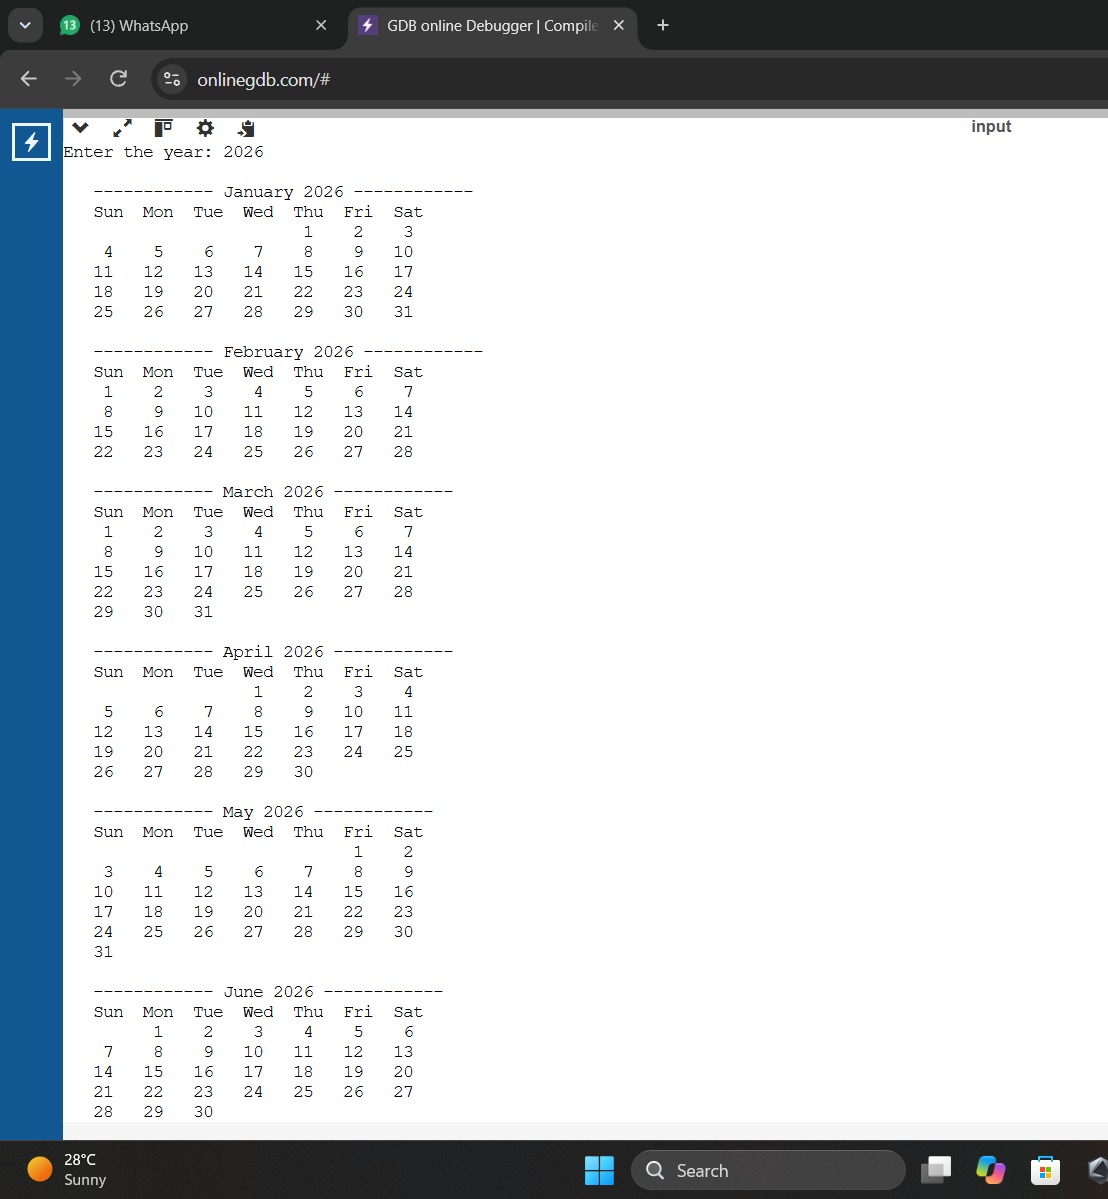 13 (13) WhatsApp
GDB online Debugger | Compile
onlinegdb.com/#
input
Enter the year: 2026
------------ January 2026 ------------
Sun Mon Tue Wed Thu Fri Sat
1 2 3
4 5 6 7 8 9 10
11 12 13 14 15 16 17
18 19 20 21 22 23 24
25 26 27 28 29 30 31
------------ February 2026 ------------
Sun Mon Tue Wed Thu Fri Sat
1 2 3 4 5 6 7
8 9 10 11 12 13 14
15 16 17 18 19 20 21
22 23 24 25 26 27 28
------------ March 2026 ------------
Sun Mon Tue Wed Thu Fri Sat
1 2 3 4 5 6 7
8 9 10 11 12 13 14
15 16 17 18 19 20 21
22 23 24 25 26 27 28
29 30 31
------------ April 2026 ------------
Sun Mon Tue Wed Thu Fri Sat
1 2 3 4
5 6 7 8 9 10 11
12 13 14 15 16 17 18
19 20 21 22 23 24 25
26 27 28 29 30
------------ May 2026 ------------
Sun Mon Tue Wed Thu Fri Sat
1 2
3 4 5 6 7 8 9
10 11 12 13 14 15 16
17 18 19 20 21 22 23
24 25 26 27 28 29 30
31
------------ June 2026 ------------
Sun Mon Tue Wed Thu Fri Sat
1 2 3 4 5 6
7 8 9 10 11 12 13
14 15 16 17 18 19 20
21 22 23 24 25 26 27
28 29 30
28°C
Sunny
Search